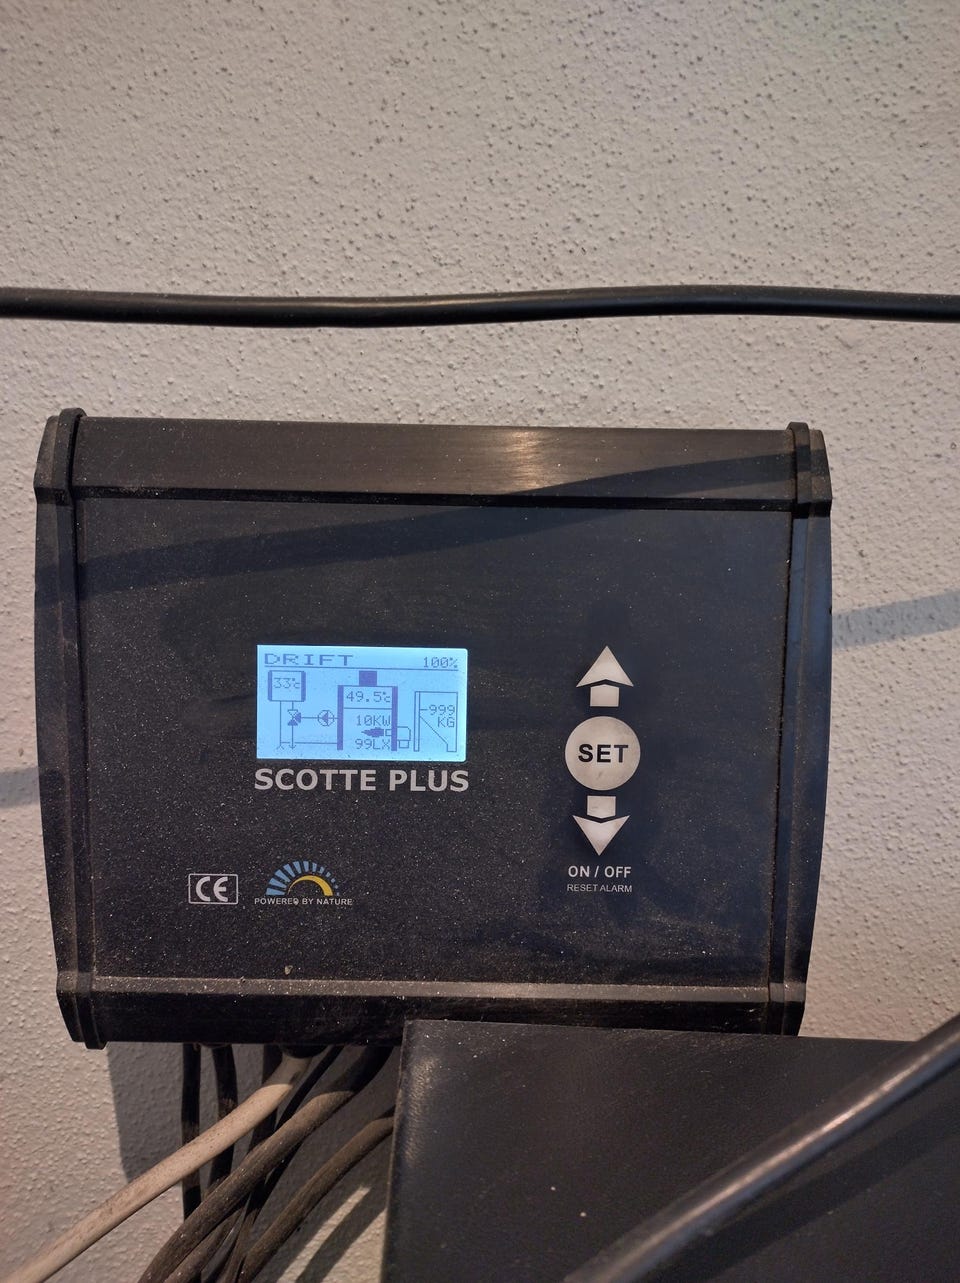 DRIFT 100%
33°C
49.5°C
10KW
99LX
-999
KG
SCOTTE PLUS
SET
ON / OFF
RESET ALARM
CE
POWERED BY NATURE